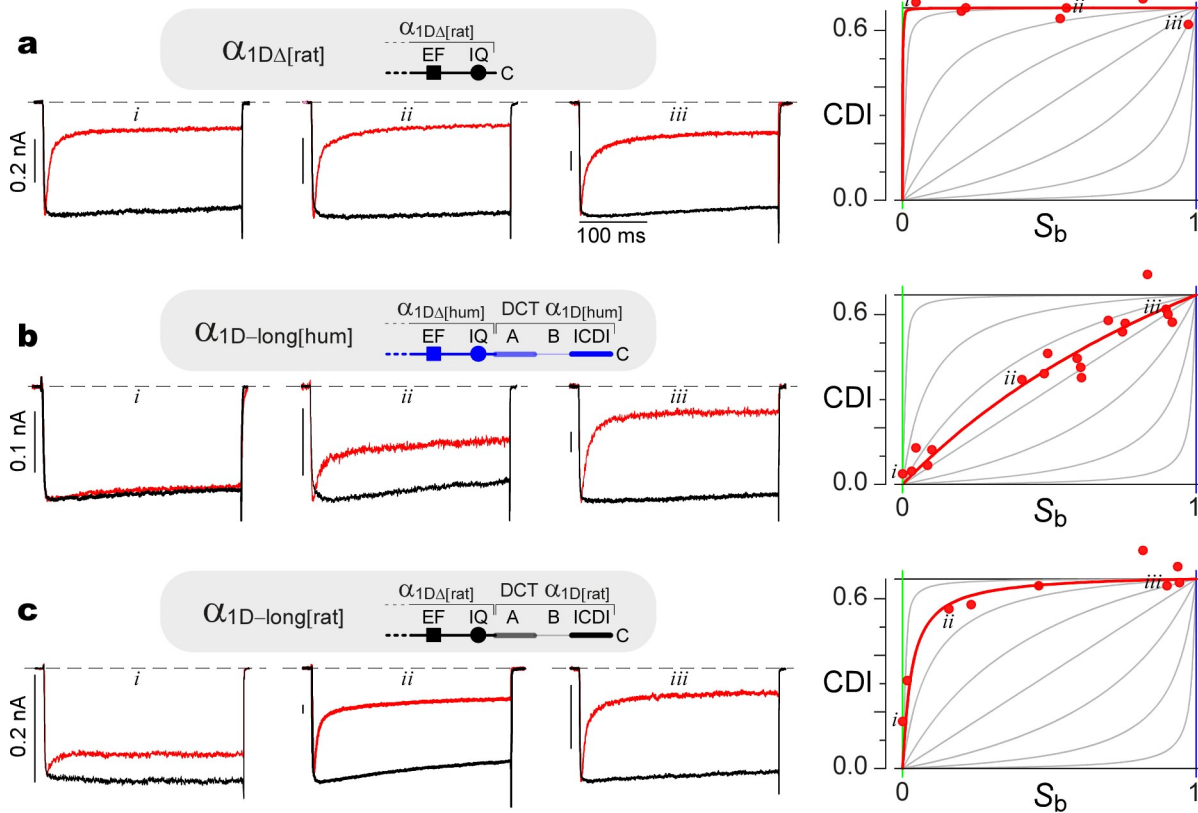 a
α1DΔ[rat]
α1DΔ[rat]
EF IQ
C
i
ii
iii
0.2 nA
100 ms
0.6
CDI
0.0
0 Sb 1
i
ii
iii
b
α1D–long[hum]
α1DΔ[hum] DCT α1D[hum]
EF IQ A B ICDI
C
i
ii
iii
0.1 nA
0.6
CDI
0.0
0 Sb 1
i
ii
iii
c
α1D–long[rat]
α1DΔ[rat] DCT α1D[rat]
EF IQ A B ICDI
C
i
ii
iii
0.2 nA
0.6
CDI
0.0
0 Sb 1
i
ii
iii